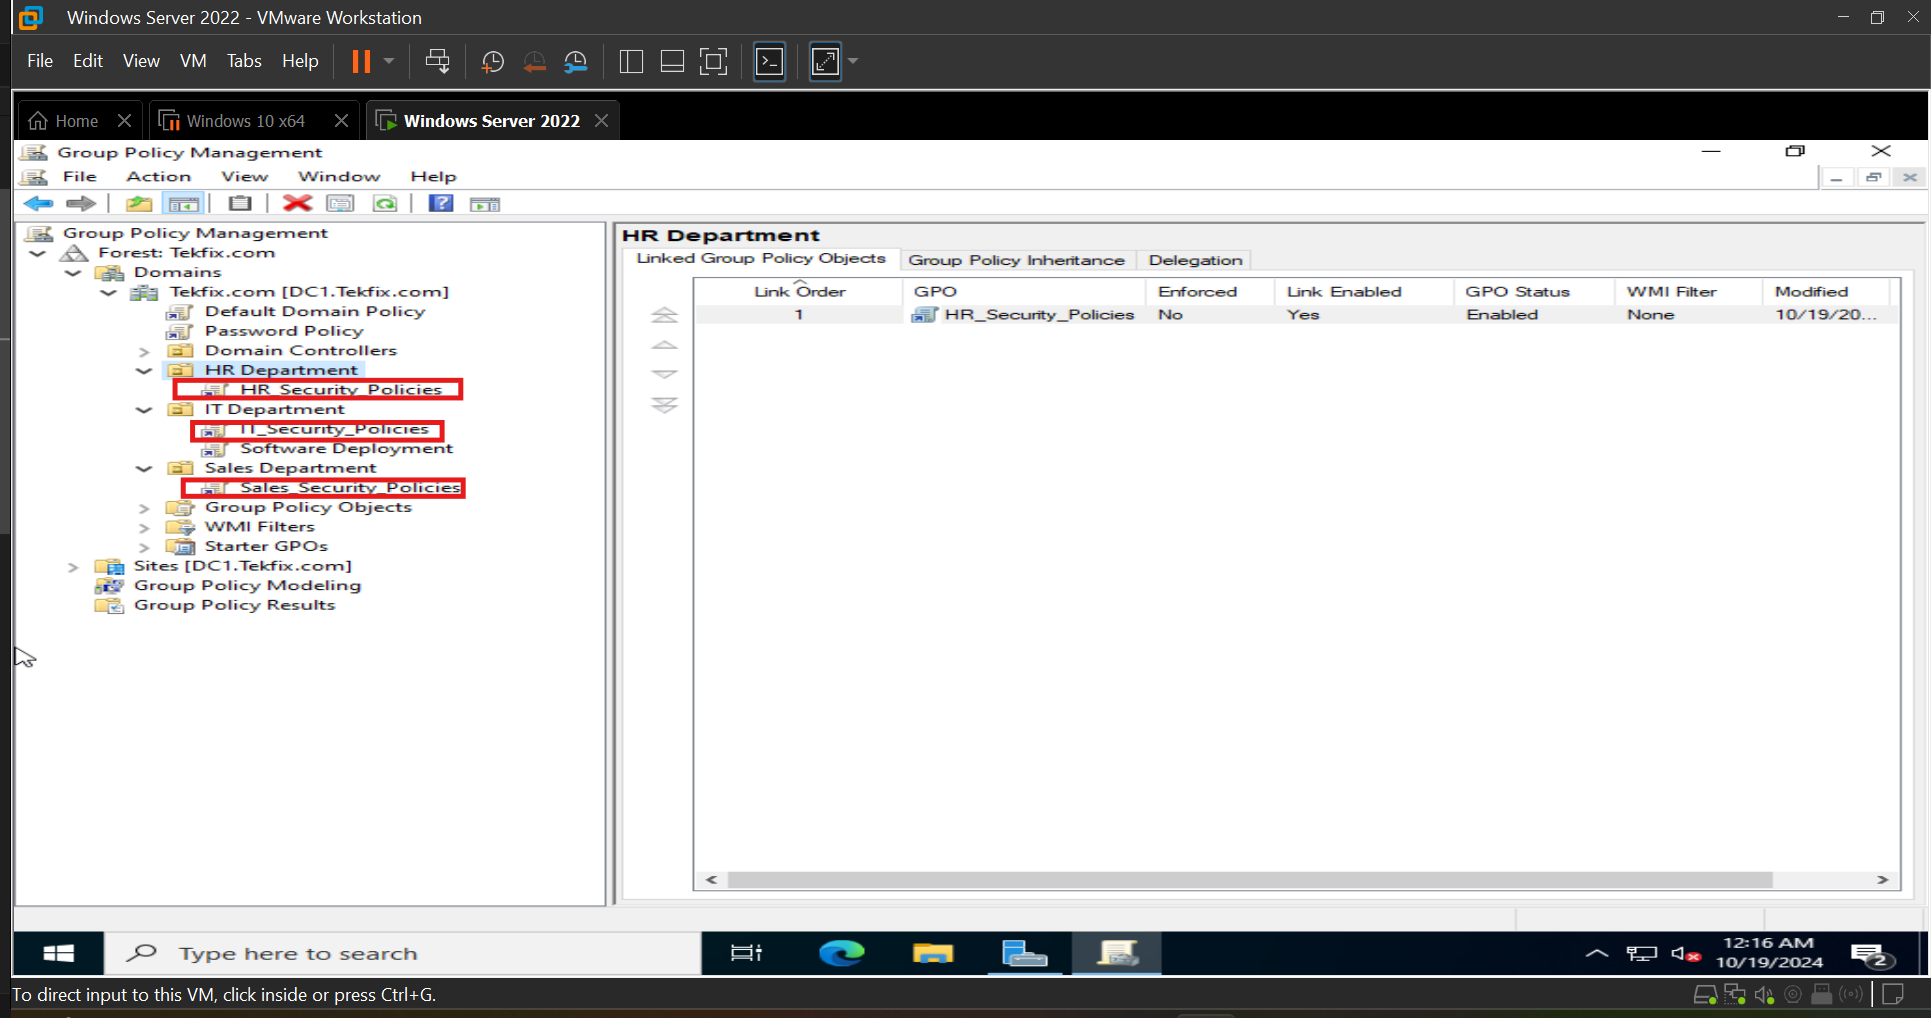 Windows Server 2022 - VMware Workstation
File Edit View VM Tabs Help
Home Windows 10 x64 Windows Server 2022
Group Policy Management
File Action View Window Help
Group Policy Management
Forest: Tekfix.com
Domains
Tekfix.com [DC1.Tekfix.com]
Default Domain Policy
Password Policy
Domain Controllers
HR Department
HR_Security_Policies
IT Department
IT_Security_Policies
Software Deployment
Sales Department
Sales_Security_Policies
Group Policy Objects
WMI Filters
Starter GPOs
Sites [DC1.Tekfix.com]
Group Policy Modeling
Group Policy Results
HR Department
Linked Group Policy Objects Group Policy Inheritance Delegation
Link Order GPO Enforced Link Enabled GPO Status WMI Filter Modified
1 HR_Security_Policies No Yes Enabled None 10/19/20...
Type here to search
12:16 AM
10/19/2024
2
To direct input to this VM, click inside or press Ctrl+G.